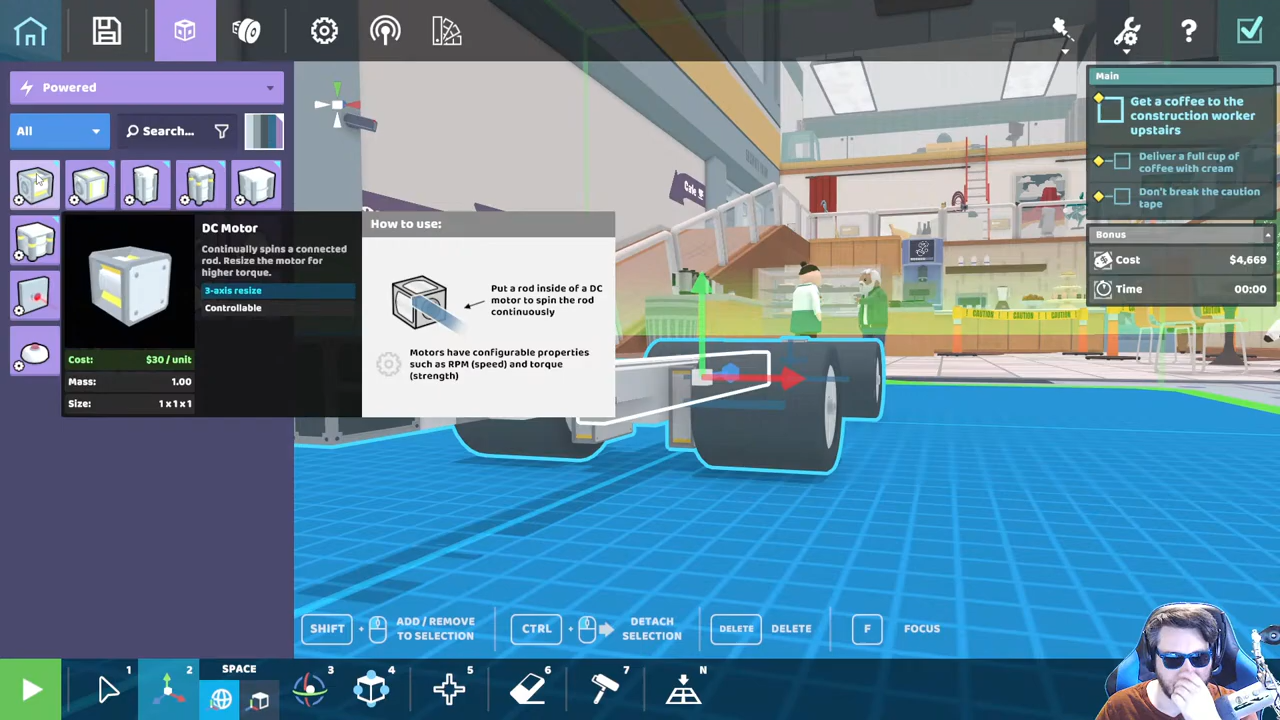 Powered
All
Search...
DC Motor
Continually spins a connected
rod. Resize the motor for
higher torque.
3-axis resize
Controllable
Cost: $30 / unit
Mass: 1.00
Size: 1 x 1 x 1
How to use:
Put a rod inside of a DC
motor to spin the rod
continuously
Motors have configurable properties
such as RPM (speed) and torque
(strength)
Main
Get a coffee to the
construction worker
upstairs
Deliver a full cup of
coffee with cream
Don't break the caution
tape
Bonus
Cost $4,669
Time 00:00
Cafe
CAUTION CAUTION CAUTION
SHIFT + ADD / REMOVE
TO SELECTION
CTRL + DETACH
SELECTION
DELETE DELETE
F FOCUS
1
2
SPACE
3
4
5
6
7
N